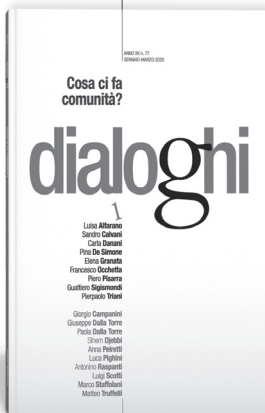 ANNO XX n. 77
GENNAIO-MARZO 2020
Cosa ci fa
comunità?
dialoghi
1
Luisa Alfarano
Sandro Calvani
Carla Danani
Pina De Simone
Elena Granata
Francesco Occhetta
Piero Pisarra
Gualtiero Sigismondi
Pierpaolo Triani
Giorgio Campanini
Giuseppe Dalla Torre
Paola Dalla Torre
Sihem Djebbi
Anna Peiretti
Luca Pighini
Antonino Raspanti
Luigi Scotti
Marco Staffolani
Matteo Truffelli